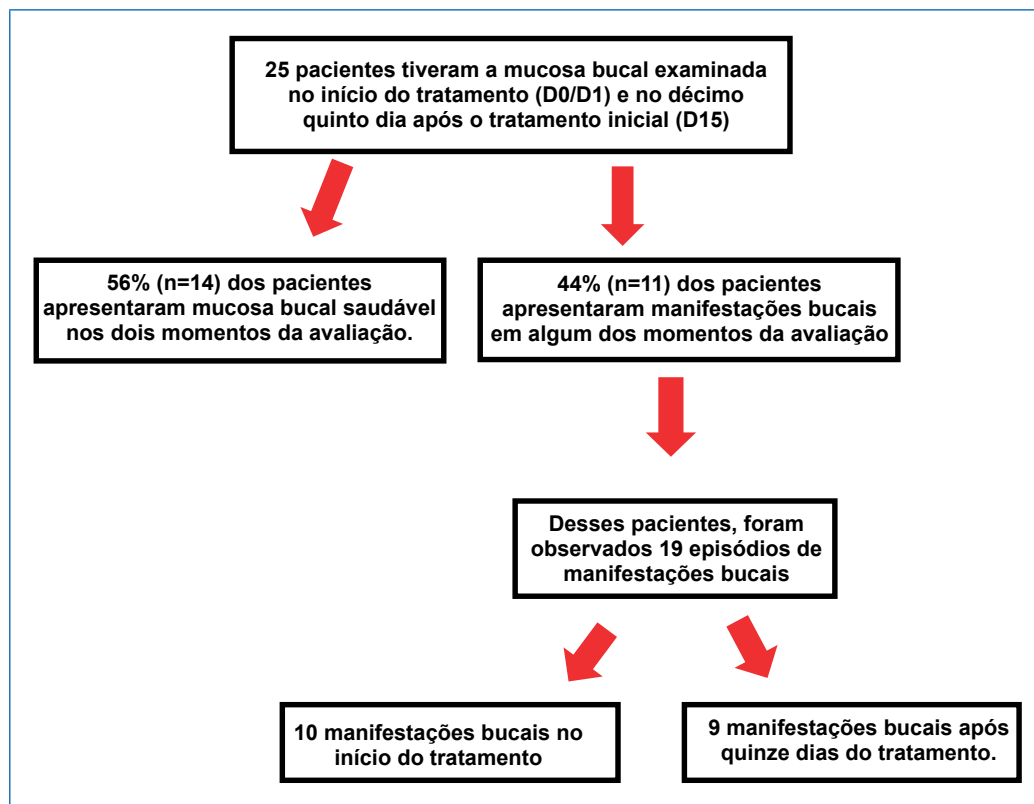 25 pacientes tiveram a mucosa bucal examinada
no início do tratamento (D0/D1) e no décimo
quinto dia após o tratamento inicial (D15)
56% (n=14) dos pacientes
apresentaram mucosa bucal saudável
nos dois momentos da avaliação.
44% (n=11) dos pacientes
apresentaram manifestações bucais
em algum dos momentos da avaliação
Desses pacientes, foram
observados 19 episódios de
manifestações bucais
10 manifestações bucais no
início do tratamento
9 manifestações bucais após
quinze dias do tratamento.